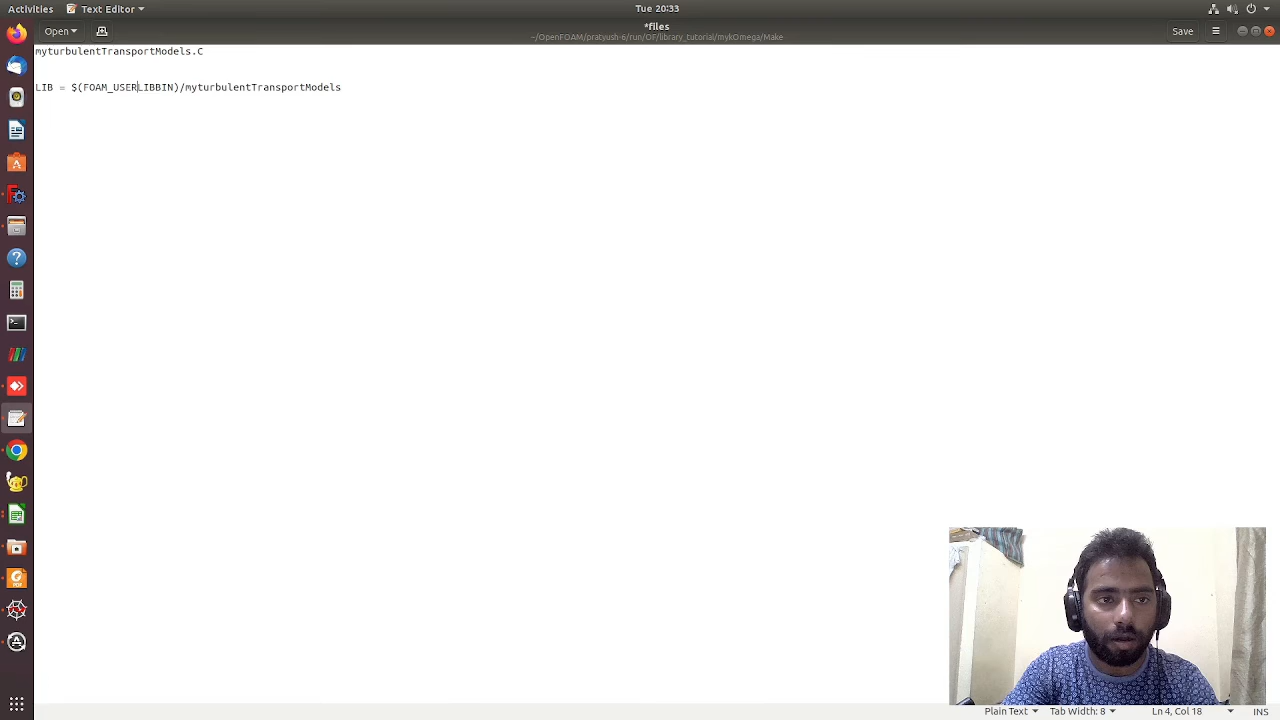 Activities
Text Editor
Tue 20:33
Open
*files
~/OpenFOAM/pratyush-6/run/OF/library_tutorial/mykOmega/Make
Save
myturbulentTransportModels.C
LIB = $(FOAM_USERLIBBIN)/myturbulentTransportModels
Plain Text
Tab Width: 8
Ln 4, Col 18
INS